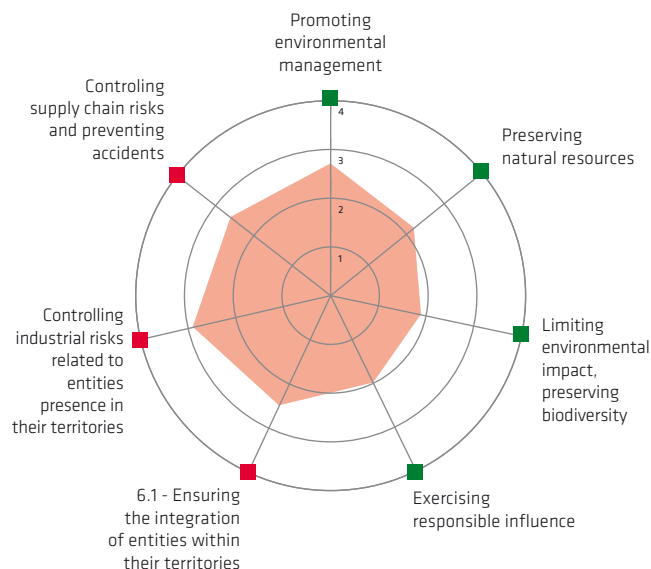 Promoting
environmental
management
Controling
supply chain risks
and preventing
accidents
4
Preserving
natural resources
3
2
1
Controlling
industrial risks
related to
entities
presence in
their territories
Limiting
environmental
impact,
preserving
biodiversity
6.1 - Ensuring
the integration
of entities within
their territories
Exercising
responsible influence